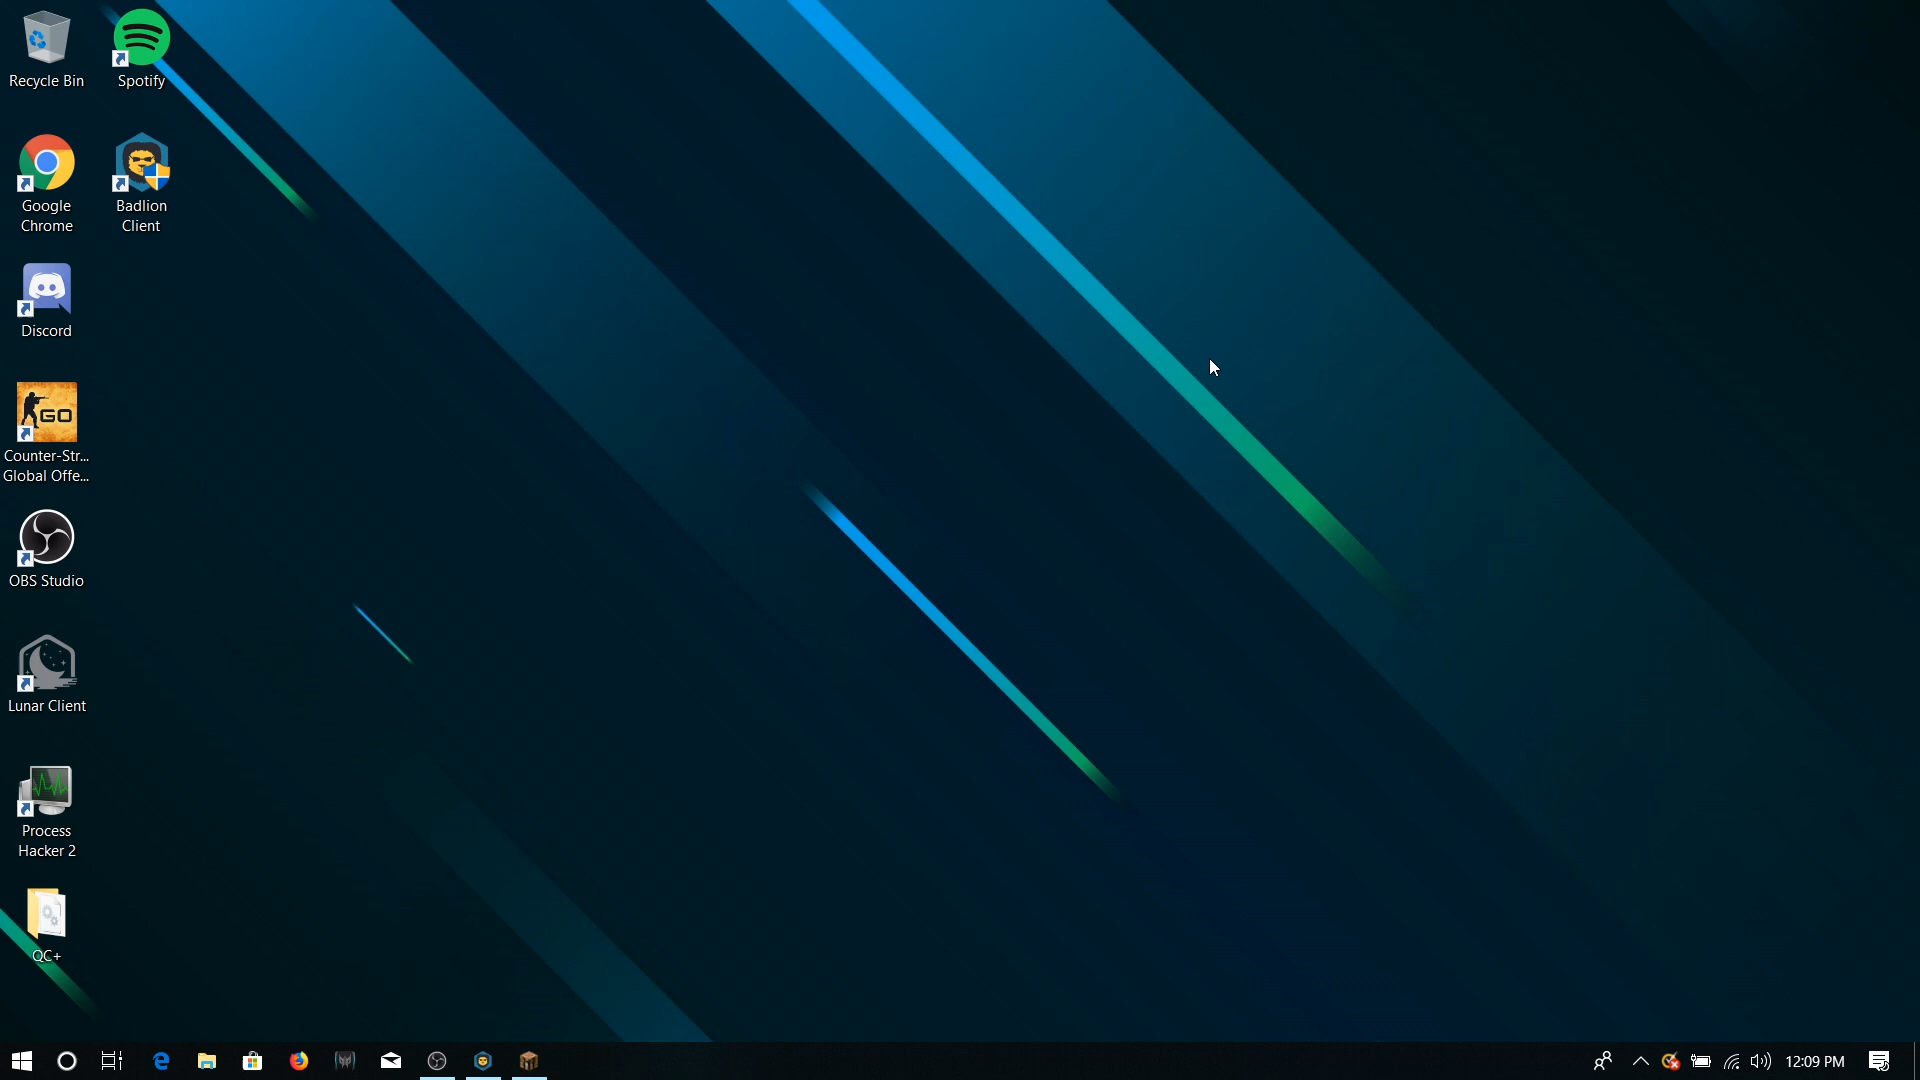 Recycle Bin
Spotify
Google
Chrome
Badlion
Client
Discord
GO
Counter-Str...
Global Offe...
OBS Studio
Lunar Client
Process
Hacker 2
QC+
12:09 PM